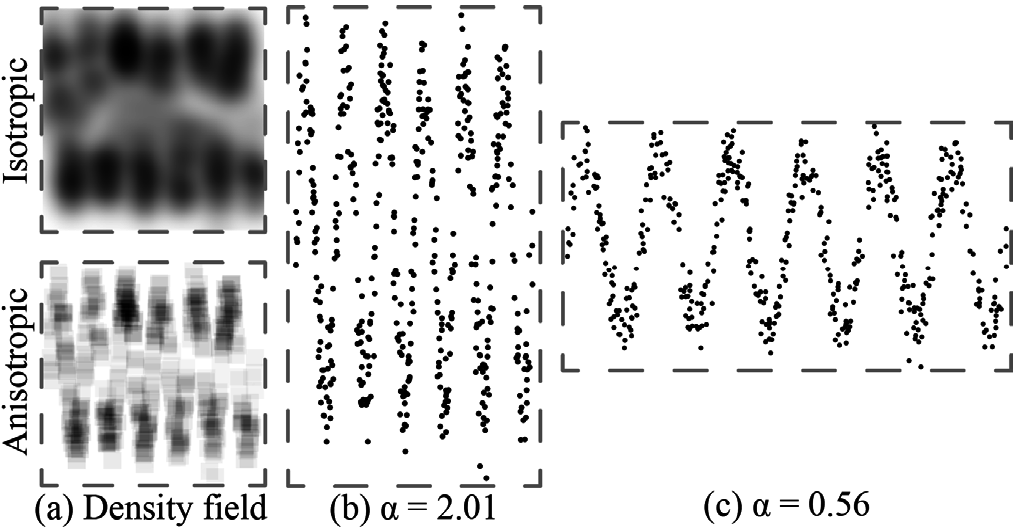 Isotropic
Anisotropic
(a) Density field
(b) α = 2.01
(c) α = 0.56